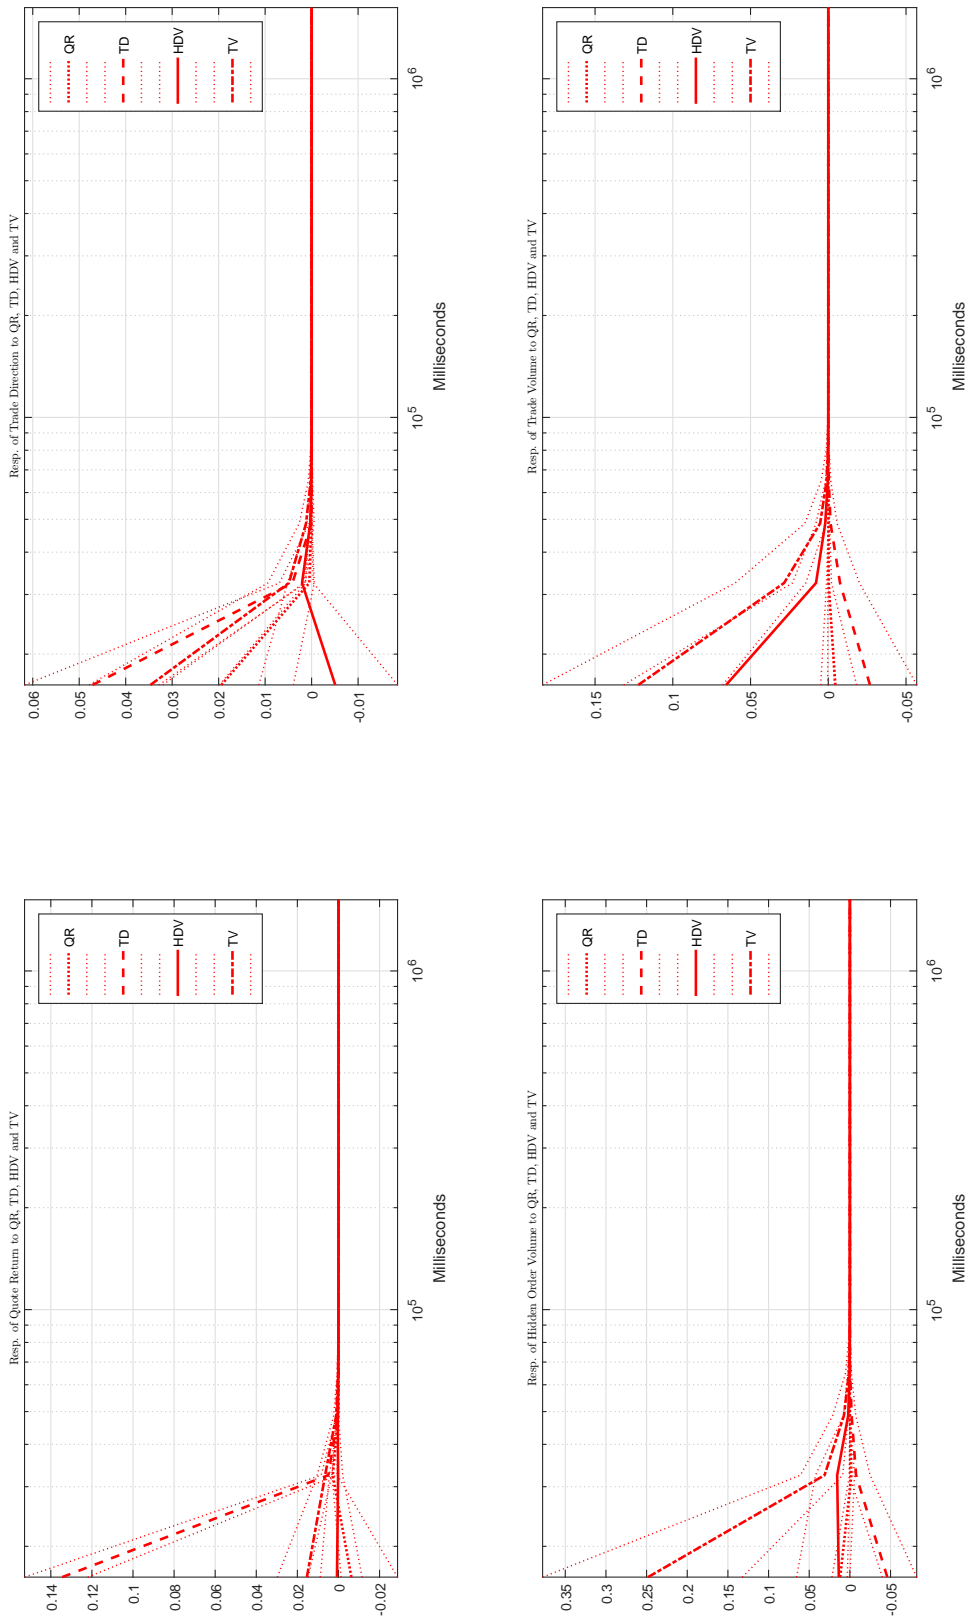 Resp. of Quote Return to QR, TD, HDV and TV
0.14
0.12
0.1
0.08
0.06
0.04
0.02
0
-0.02
QR
TD
HDV
TV
10^5
10^6
Milliseconds
Resp. of Trade Direction to QR, TD, HDV and TV
0.06
0.05
0.04
0.03
0.02
0.01
0
-0.01
QR
TD
HDV
TV
10^5
10^6
Milliseconds
Resp. of Hidden Order Volume to QR, TD, HDV and TV
0.35
0.3
0.25
0.2
0.15
0.1
0.05
0
-0.05
QR
TD
HDV
TV
10^5
10^6
Milliseconds
Resp. of Trade Volume to QR, TD, HDV and TV
0.15
0.1
0.05
0
-0.05
QR
TD
HDV
TV
10^5
10^6
Milliseconds